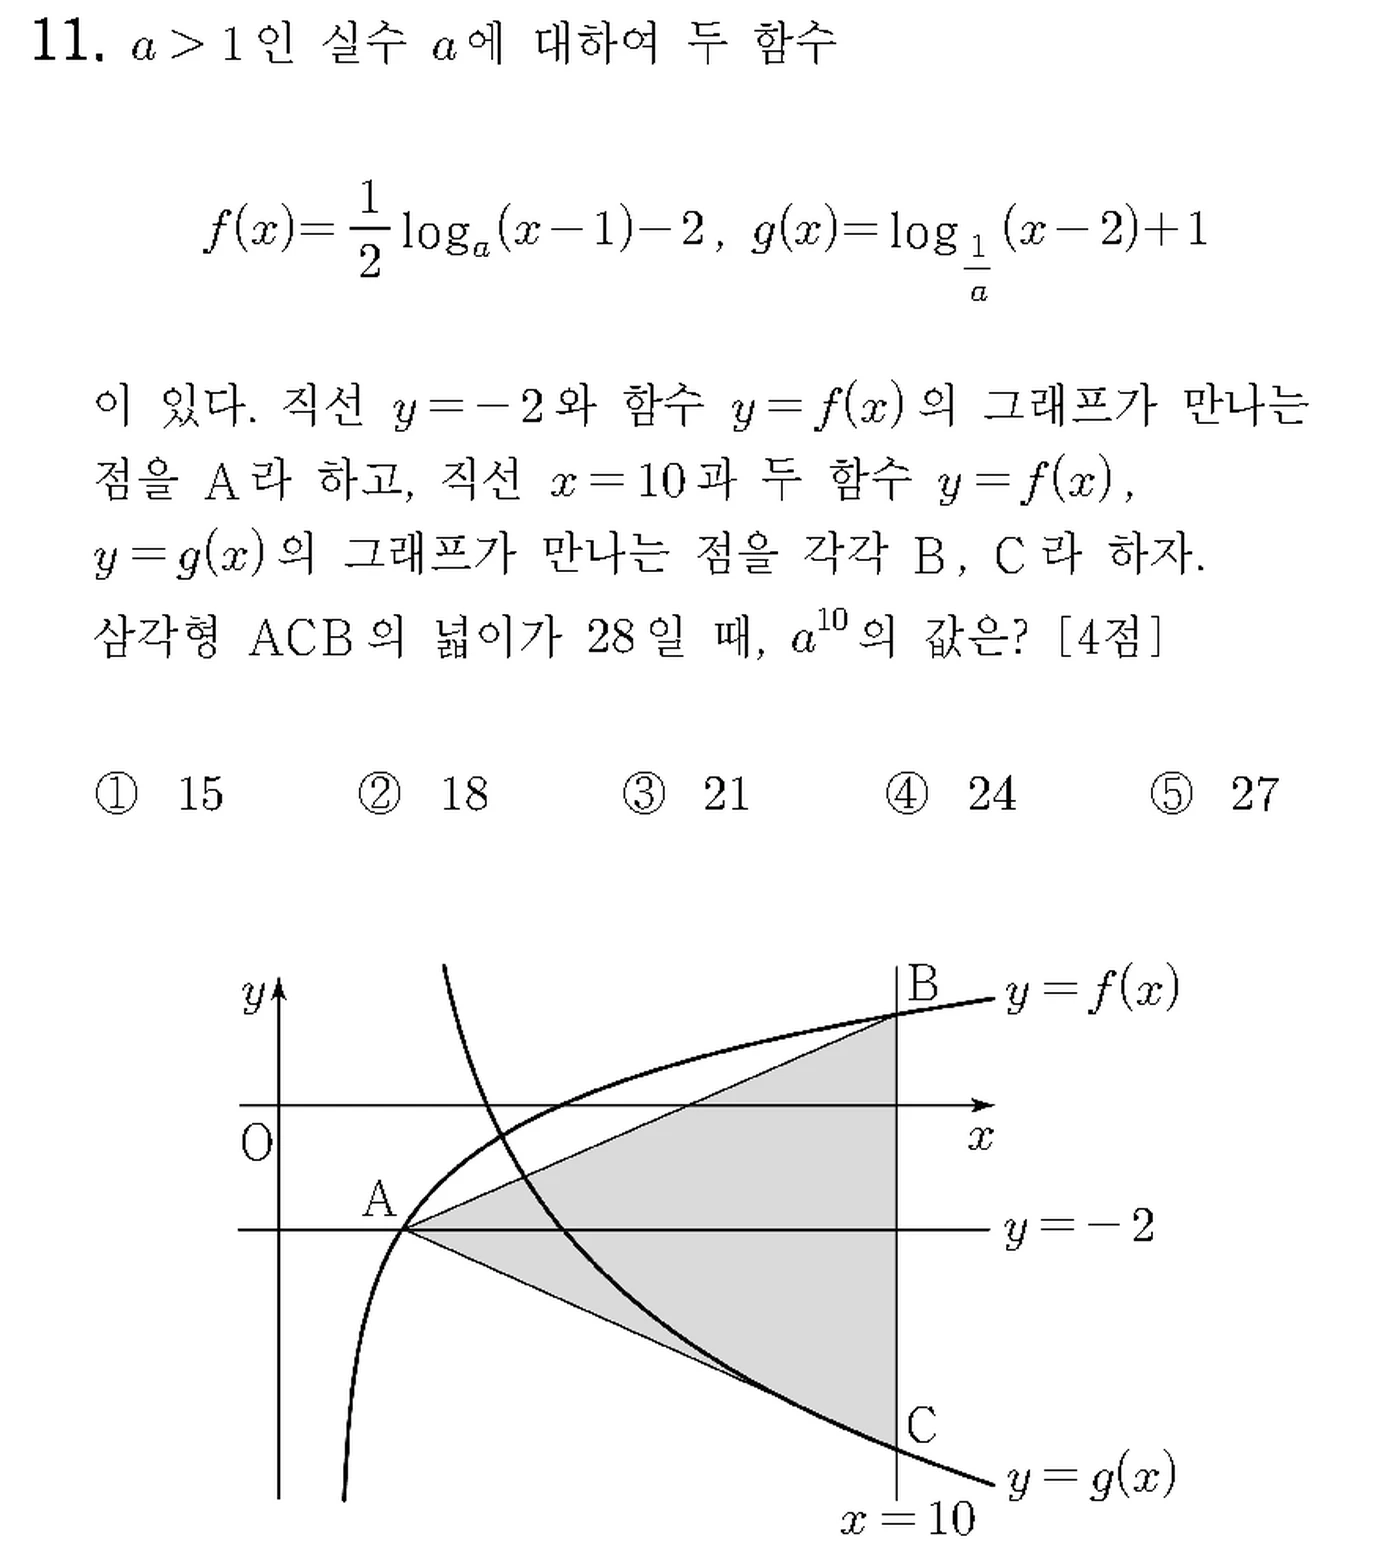 11. a > 1인 실수 a에 대하여 두 함수
f(x) = \frac{1}{2} log_a (x-1) - 2, g(x) = log_{\frac{1}{a}} (x-2) + 1
이 있다. 직선 y=-2와 함수 y=f(x)의 그래프가 만나는
점을 A라 하고, 직선 x=10과 두 함수 y=f(x),
y=g(x)의 그래프가 만나는 점을 각각 B, C라 하자.
삼각형 ACB의 넓이가 28일 때, a^{10}의 값은? [4점]
① 15 ② 18 ③ 21 ④ 24 ⑤ 27
y
B
y=f(x)
O
x
A
y=-2
C
y=g(x)
x=10